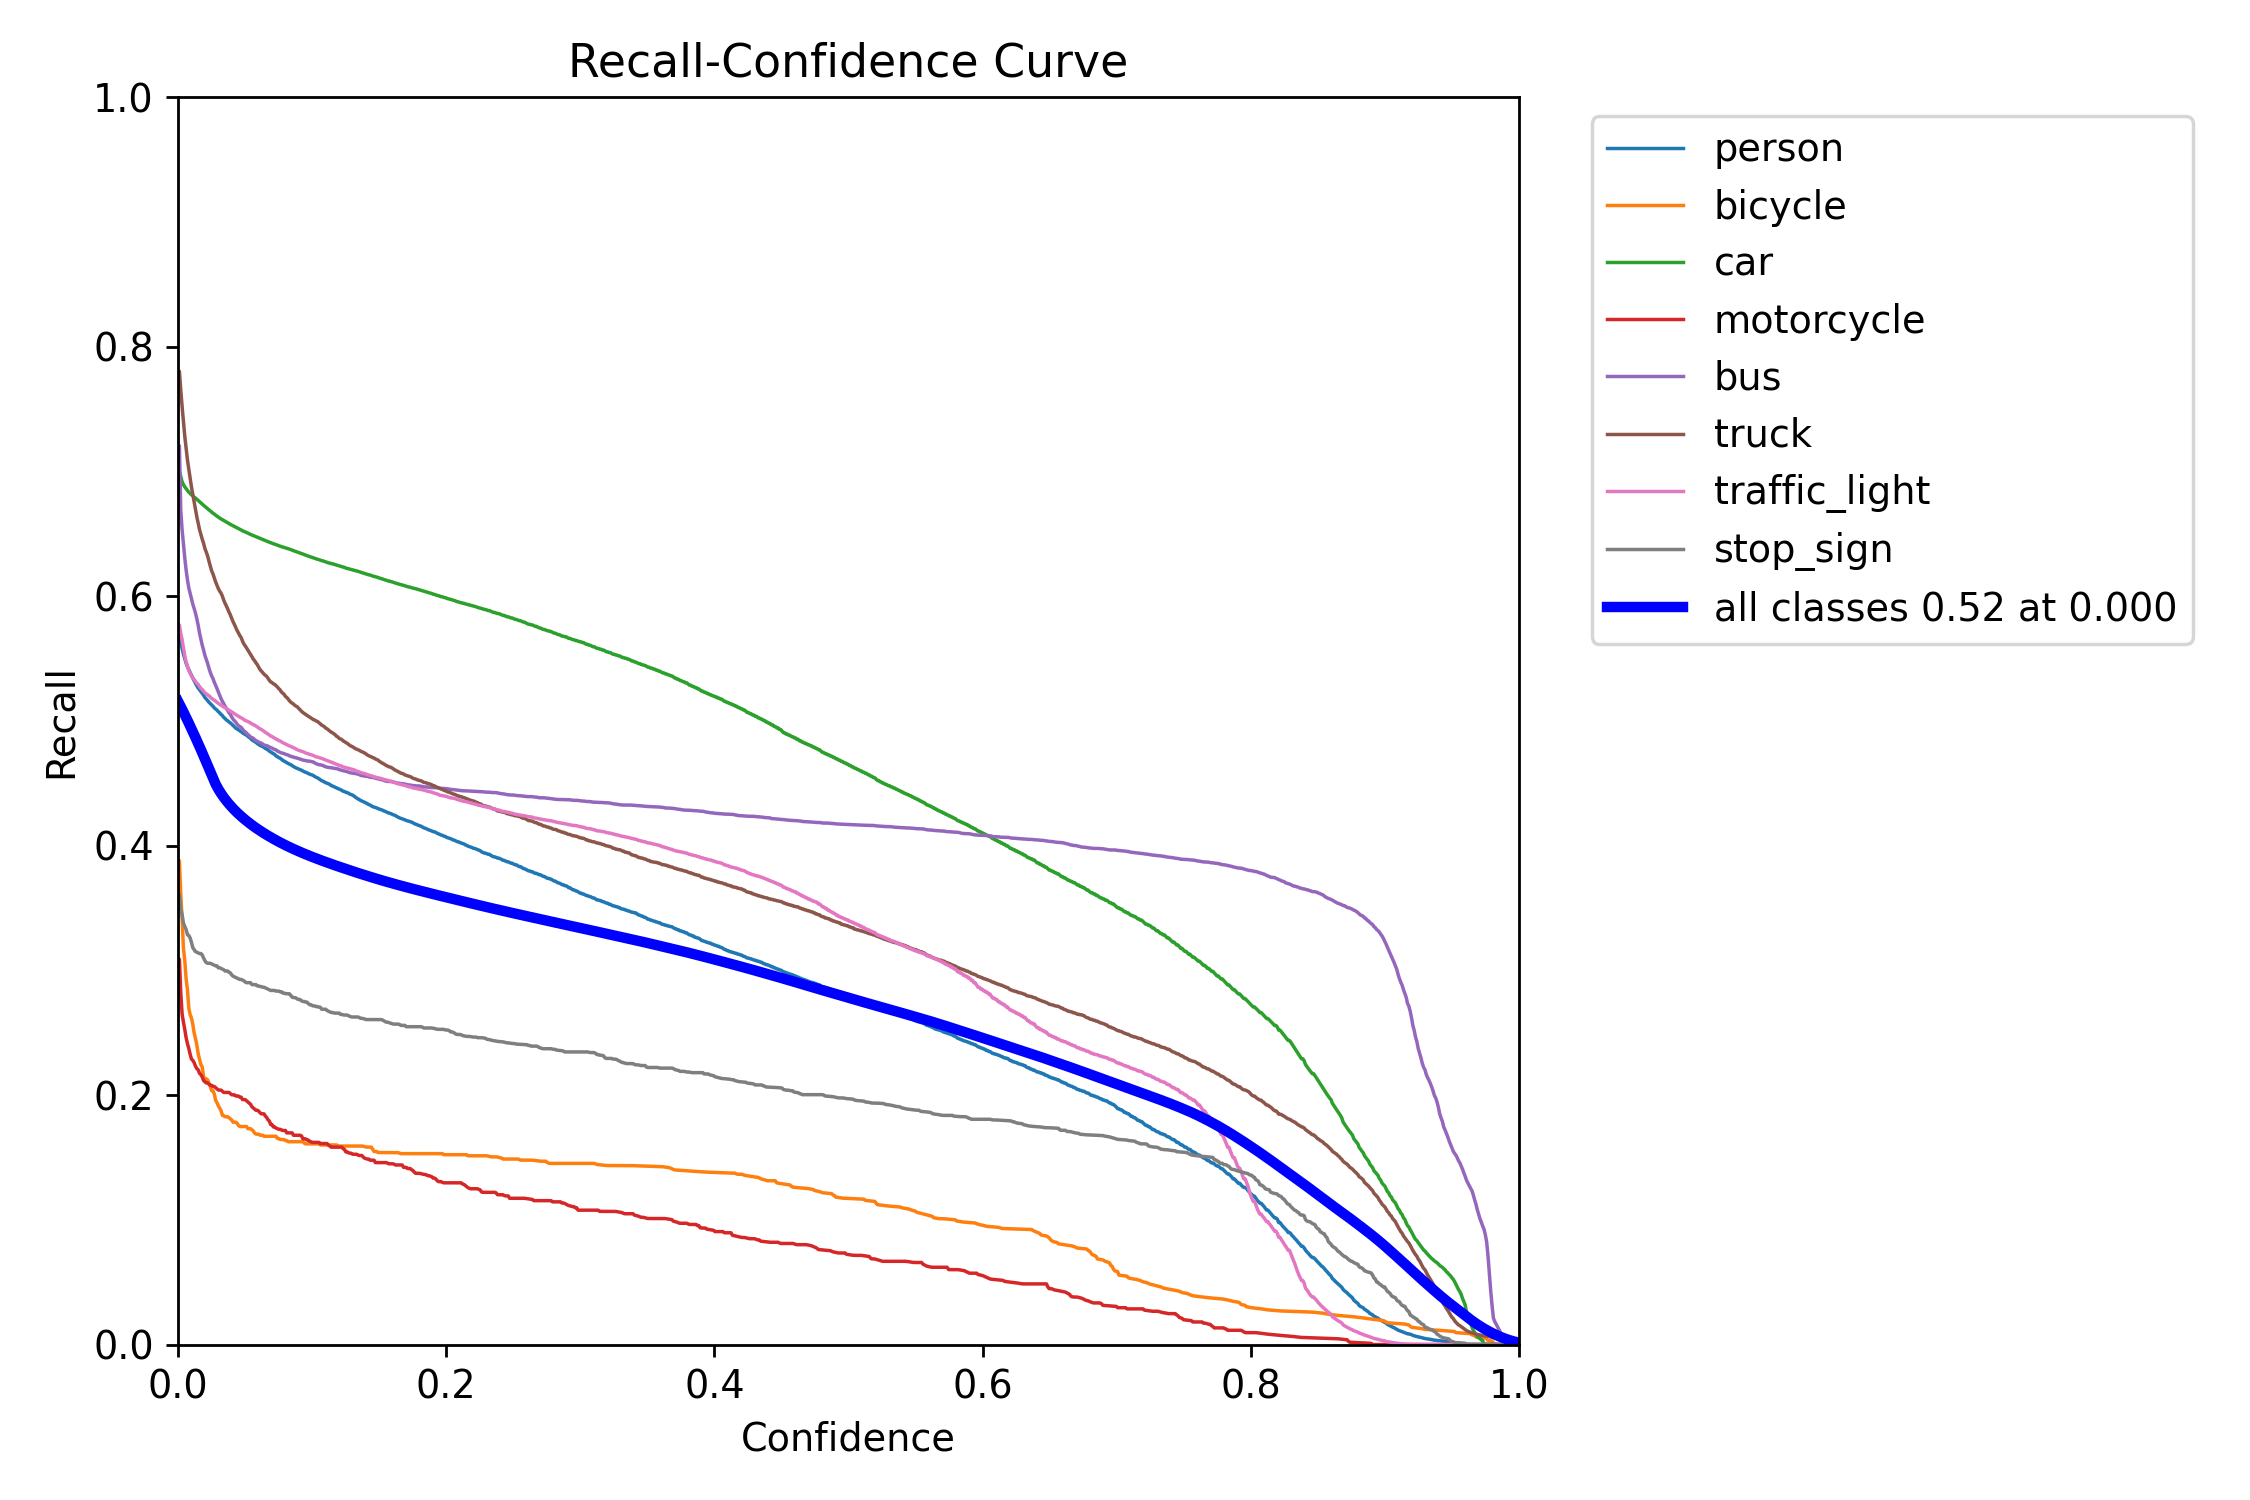 Recall-Confidence Curve
1.0
0.8
0.6
0.4
0.2
0.0
Recall
0.0 0.2 0.4 0.6 0.8 1.0
Confidence
person
bicycle
car
motorcycle
bus
truck
traffic_light
stop_sign
all classes 0.52 at 0.000